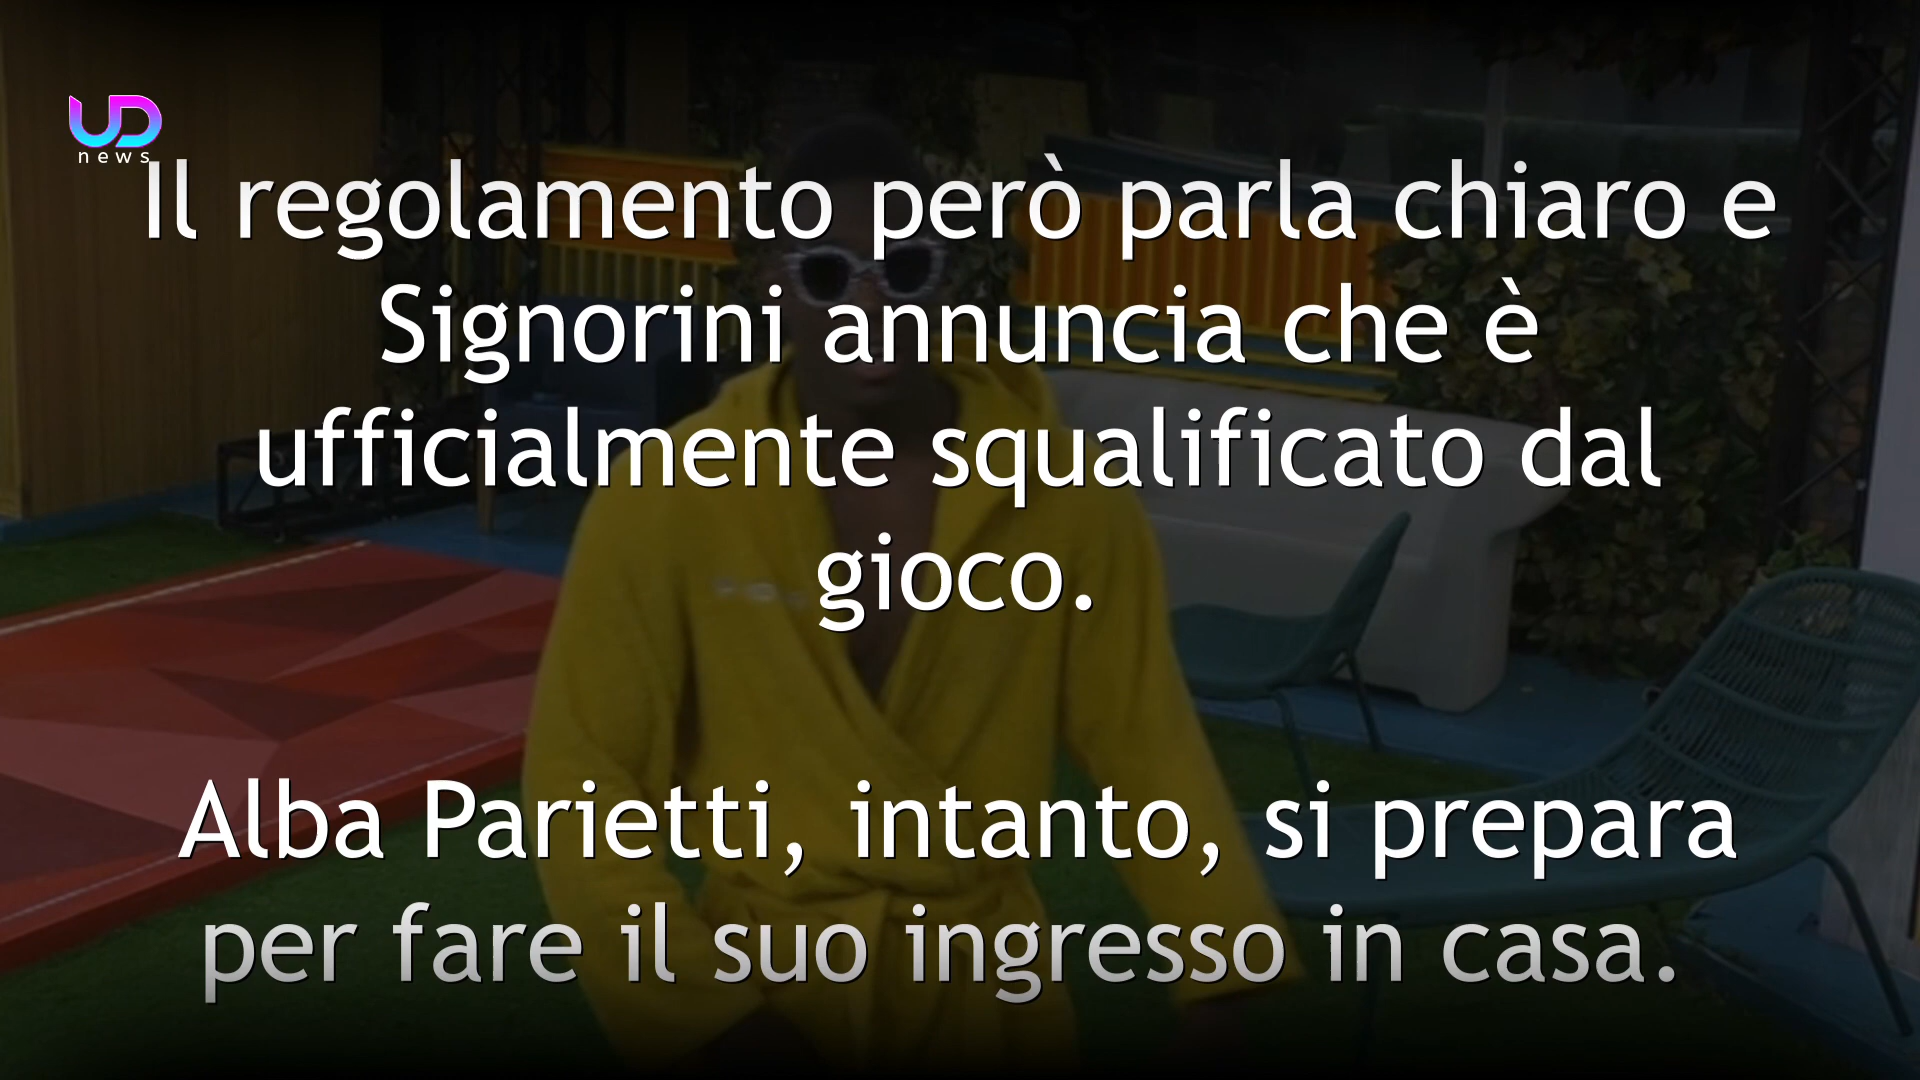 UD
news
Il regolamento però parla chiaro e
Signorini annuncia che è
ufficialmente squalificato dal
gioco.
Alba Parietti, intanto, si prepara
per fare il suo ingresso in casa.